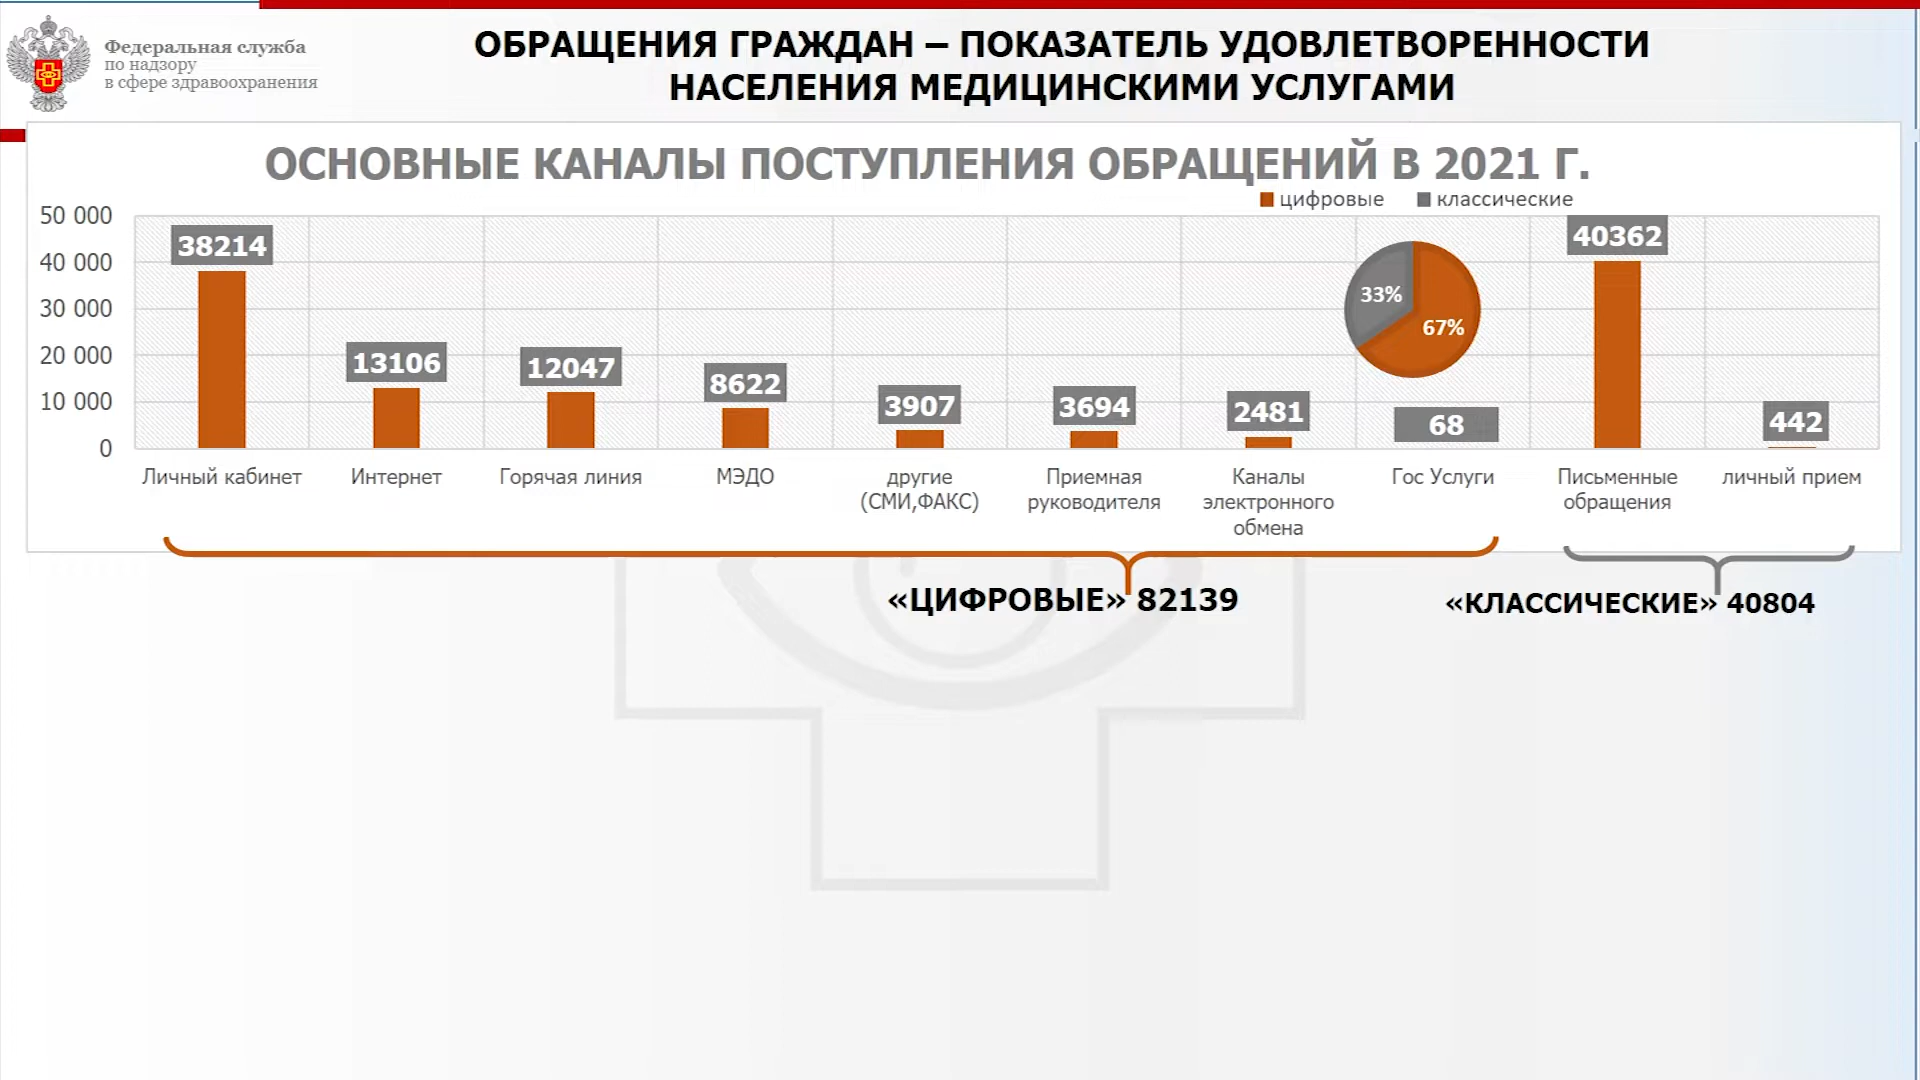 Федеральная служба
по надзору
в сфере здравоохранения
ОБРАЩЕНИЯ ГРАЖДАН – ПОКАЗАТЕЛЬ УДОВЛЕТВОРЕННОСТИ
НАСЕЛЕНИЯ МЕДИЦИНСКИМИ УСЛУГАМИ
ОСНОВНЫЕ КАНАЛЫ ПОСТУПЛЕНИЯ ОБРАЩЕНИЙ В 2021 Г.
цифровые классические
50 000
40 000
30 000
20 000
10 000
0
38214
13106
12047
8622
3907
3694
2481
68
40362
442
33%
67%
Личный кабинет
Интернет
Горячая линия
МЭДО
другие
(СМИ,ФАКС)
Приемная
руководителя
Каналы
электронного
обмена
Гос Услуги
Письменные
обращения
личный прием
«ЦИФРОВЫЕ» 82139
«КЛАССИЧЕСКИЕ» 40804